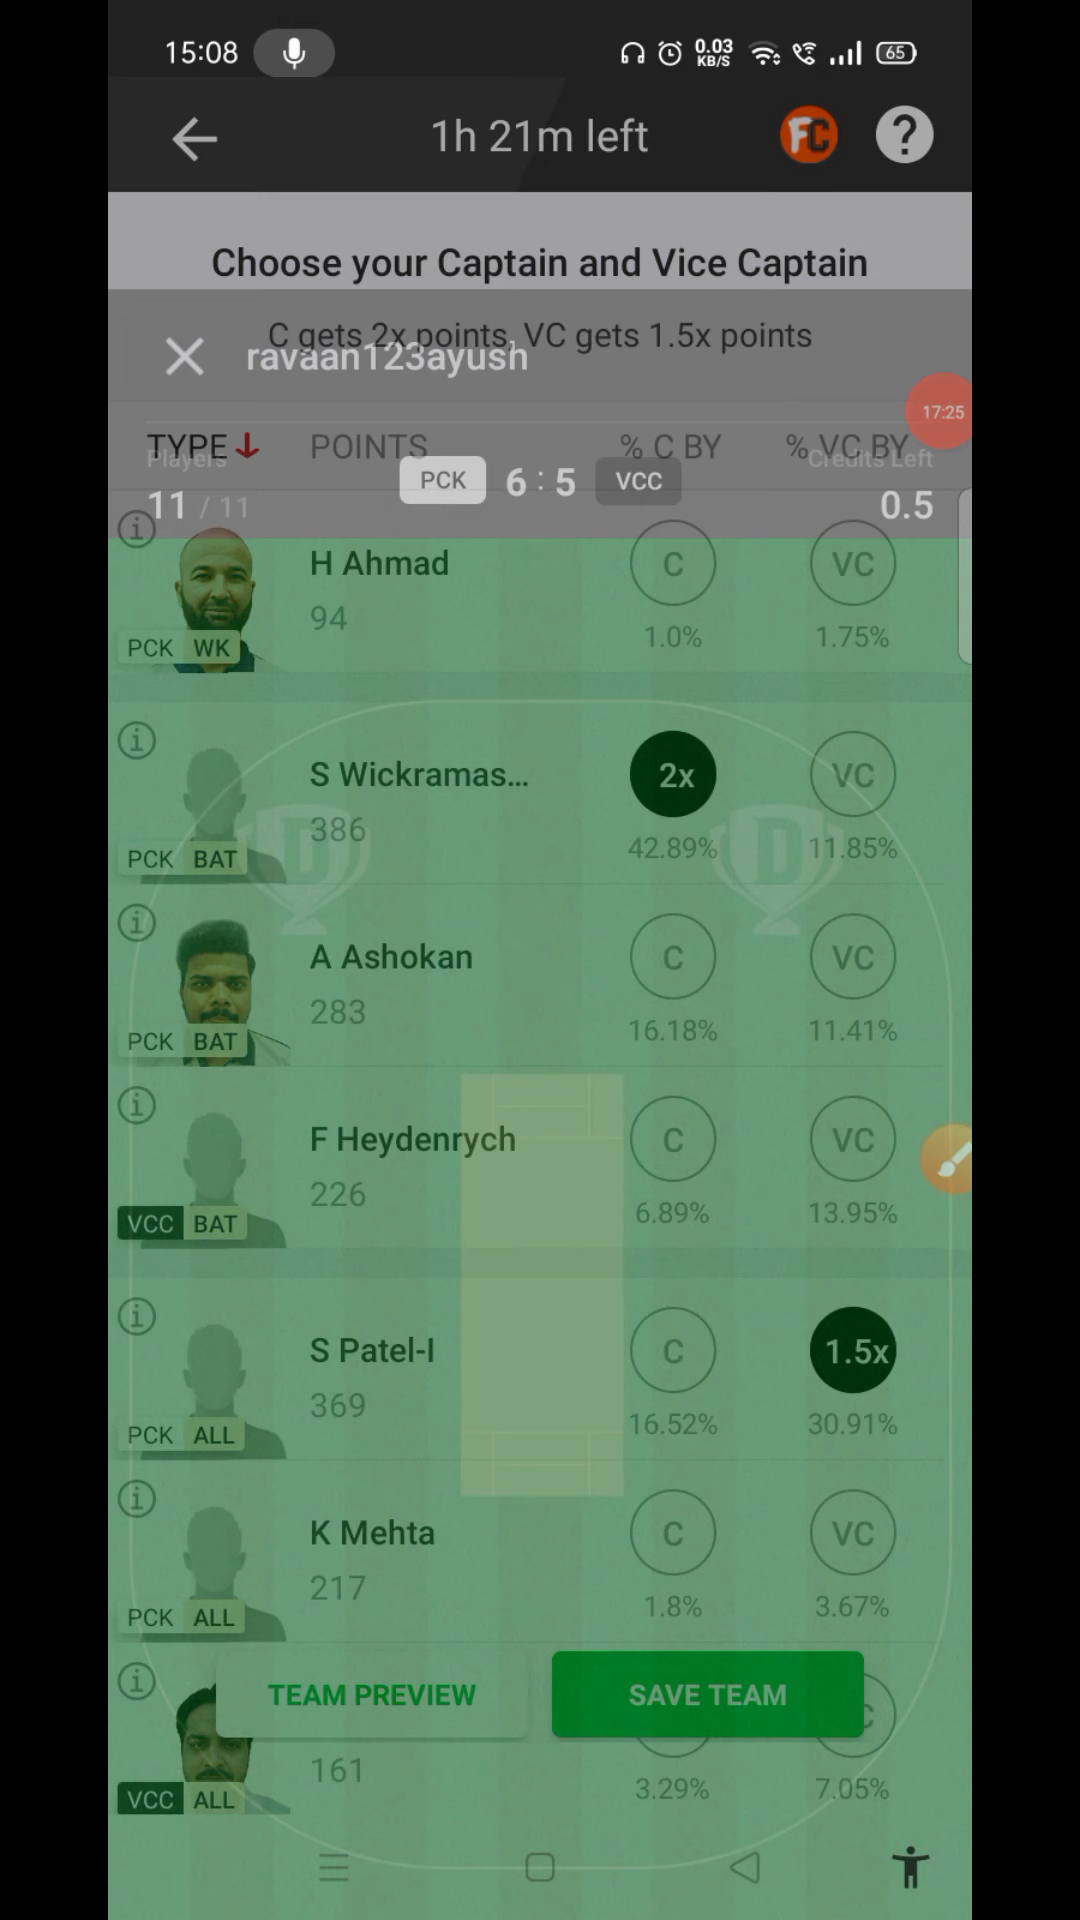 15:08
0.03 KB/S
65
1h 21m left
FC
?
Choose your Captain and Vice Captain
C gets 2x points, VC gets 1.5x points
ravaan123ayush
17:25
TYPE POINTS % C BY % VC BY
Players
Credits Left
11 / 11
PCK 6 : 5 VCC
0.5
H Ahmad
94
C
VC
1.0%
1.75%
PCK WK
S Wickramas...
386
2x
VC
42.89%
11.85%
PCK BAT
D
D
A Ashokan
283
C
VC
16.18%
11.41%
PCK BAT
F Heydenrych
226
C
VC
6.89%
13.95%
VCC BAT
S Patel-I
369
C
1.5x
16.52%
30.91%
PCK ALL
K Mehta
217
C
VC
1.8%
3.67%
PCK ALL
TEAM PREVIEW
SAVE TEAM
161
3.29%
7.05%
VCC ALL